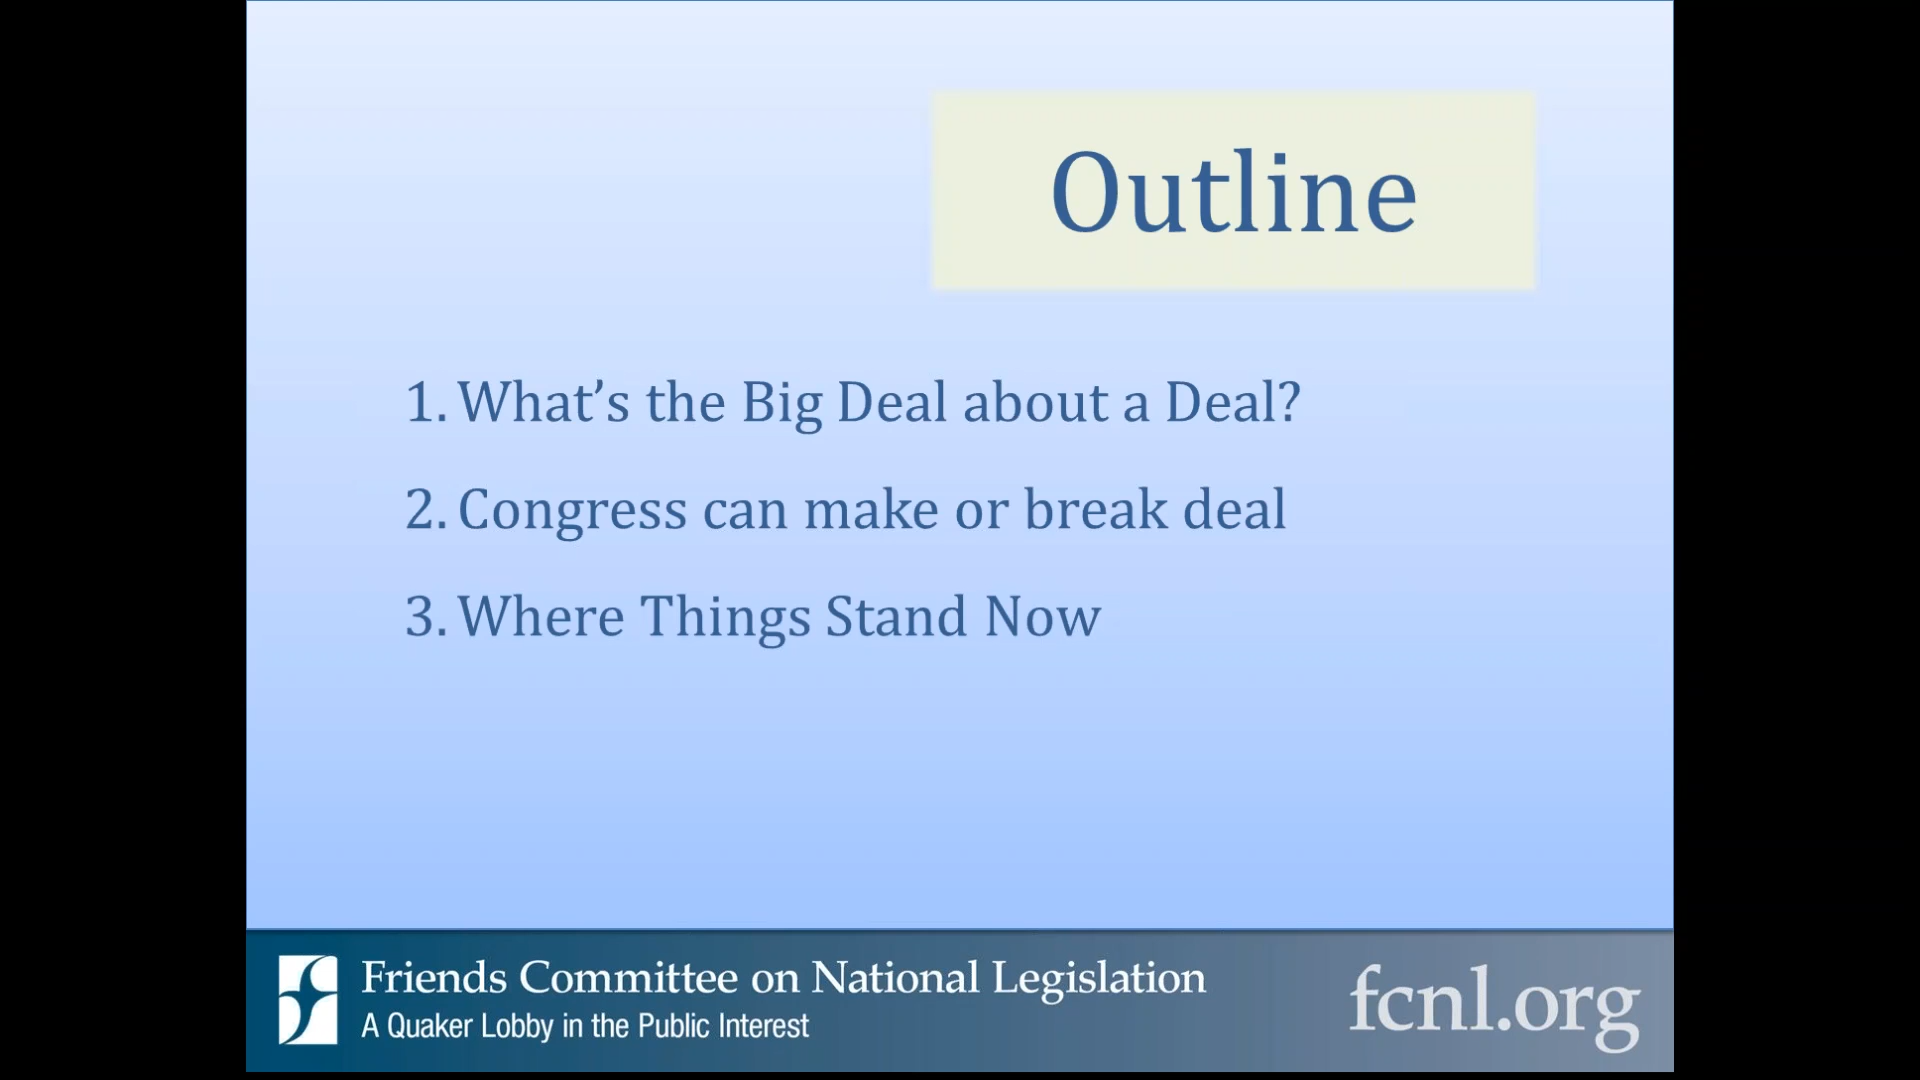 Outline
1. What’s the Big Deal about a Deal?
2. Congress can make or break deal
3. Where Things Stand Now
Friends Committee on National Legislation
A Quaker Lobby in the Public Interest
fcnl.org